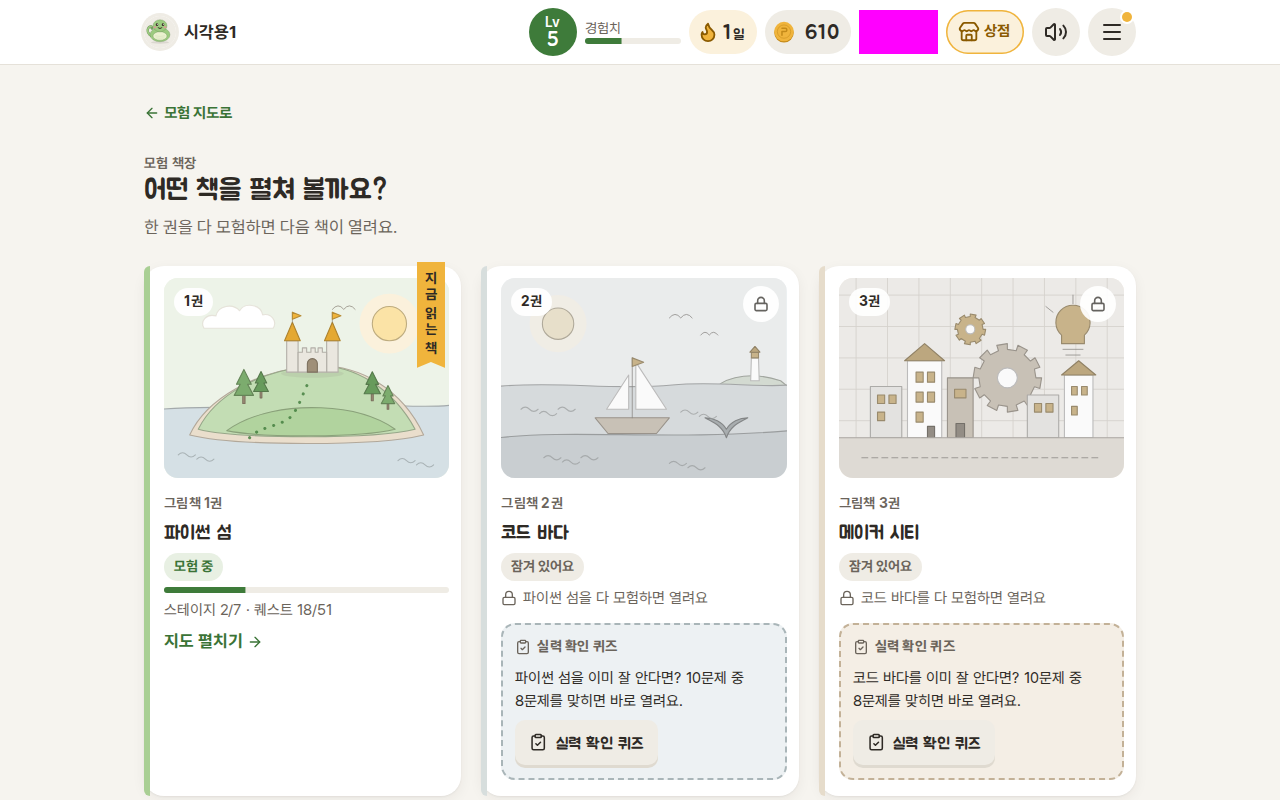 시각용1
Lv
5
경험치
1일
610
상점
모험 지도로
모험 책장
어떤 책을 펼쳐 볼까요?
한 권을 다 모험하면 다음 책이 열려요.
1권
지금 읽는 책
그림책 1권
파이썬 섬
모험 중
스테이지 2/7 · 퀘스트 18/51
지도 펼치기
2권
그림책 2권
코드 바다
잠겨 있어요
파이썬 섬을 다 모험하면 열려요
실력 확인 퀴즈
파이썬 섬을 이미 잘 안다면? 10문제 중
8문제를 맞히면 바로 열려요.
실력 확인 퀴즈
3권
그림책 3권
메이커 시티
잠겨 있어요
코드 바다를 다 모험하면 열려요
실력 확인 퀴즈
코드 바다를 이미 잘 안다면? 10문제 중
8문제를 맞히면 바로 열려요.
실력 확인 퀴즈